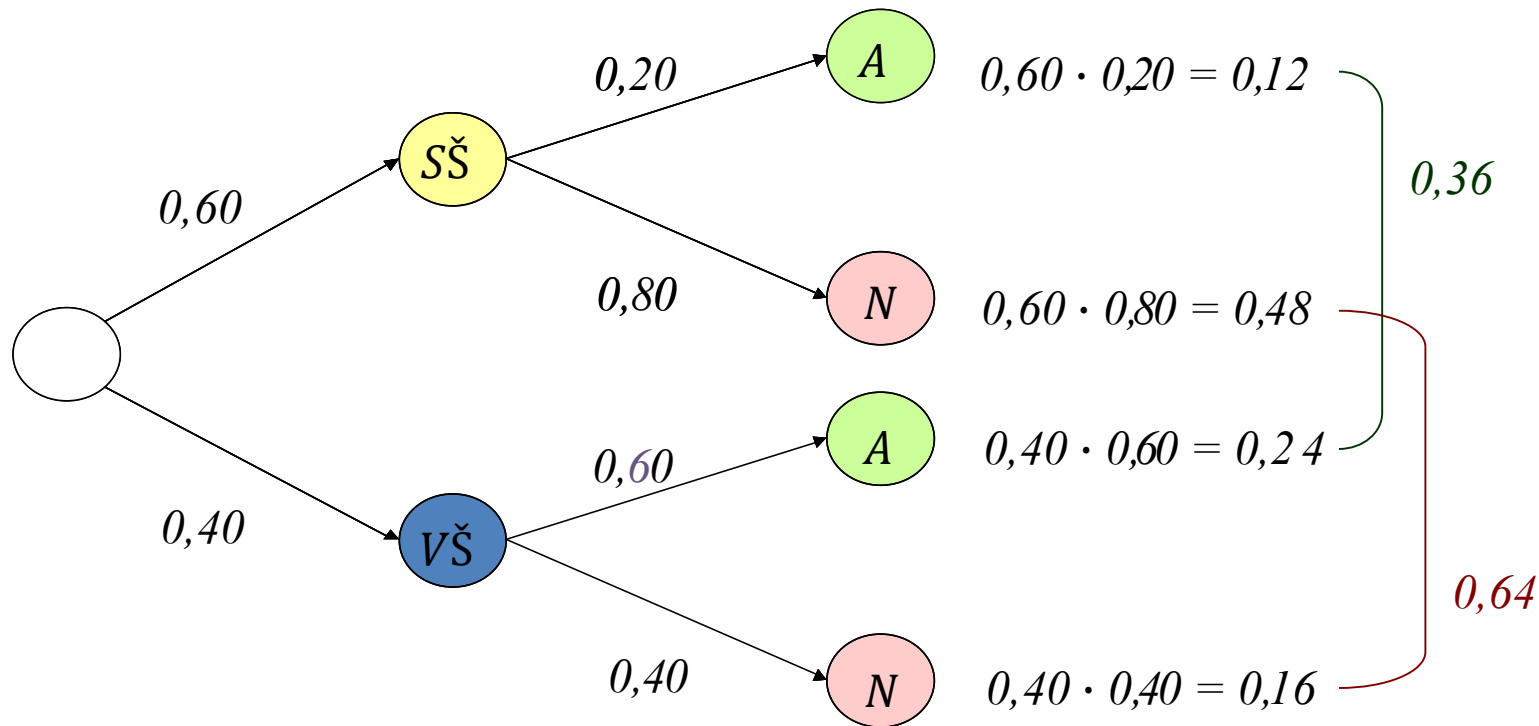 0,20 A 0,60 · 0,20 = 0,12
SŠ
0,36
0,60
0,80 N 0,60 · 0,80 = 0,48
0,60 A 0,40 · 0,60 = 0,2 4
0,40
VŠ
0,64
0,40 N 0,40 · 0,40 = 0,16